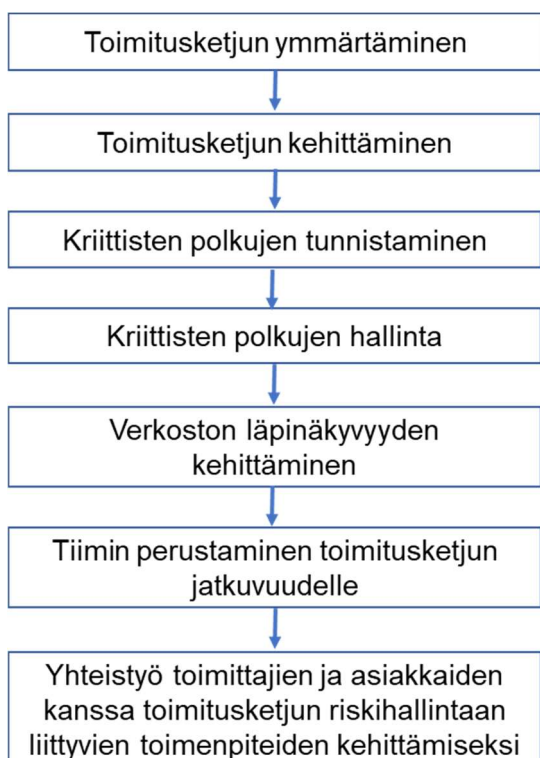 Toimitusketjun ymmärtäminen
Toimitusketjun kehittäminen
Kriittisten polkujen tunnistaminen
Kriittisten polkujen hallinta
Verkoston läpinäkyvyyden
kehittäminen
Tiimin perustaminen toimitusketjun
jatkuvuudelle
Yhteistyö toimittajien ja asiakkaiden
kanssa toimitusketjun riskihallintaan
liittyvien toimenpiteiden kehittämiseksi